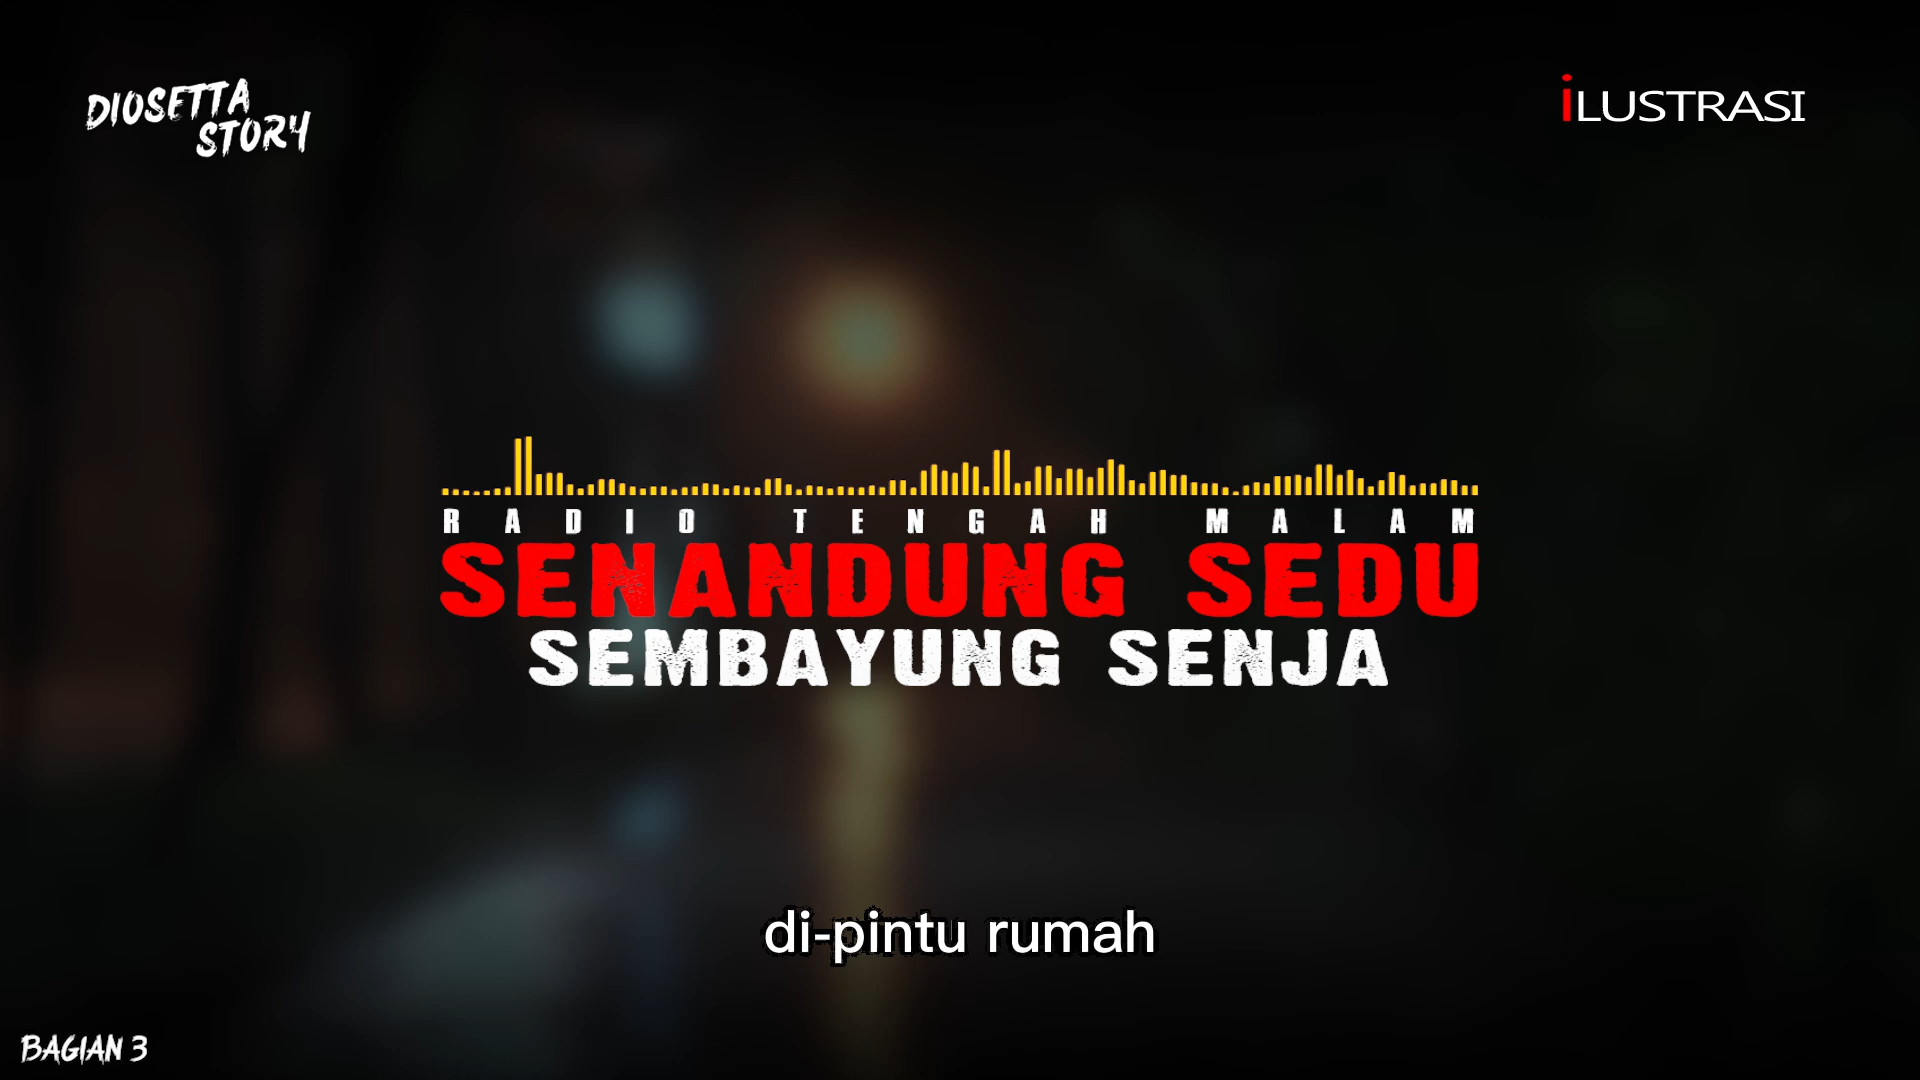 DIOSETTA
STORY
iLUSTRASI
RADIO TENGAH MALAM
SENANDUNG SEDU
SEMBAYUNG SENJA
di-pintu rumah
BAGIAN 3